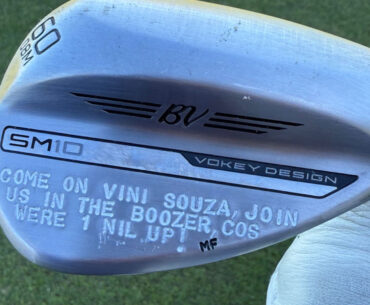 60
08M
BV
SM10
VOKEY DESIGN
COME ON VINI SOUZA, JOIN
US IN THE BOOZER, COS
WERE 1 NIL UP!
MF